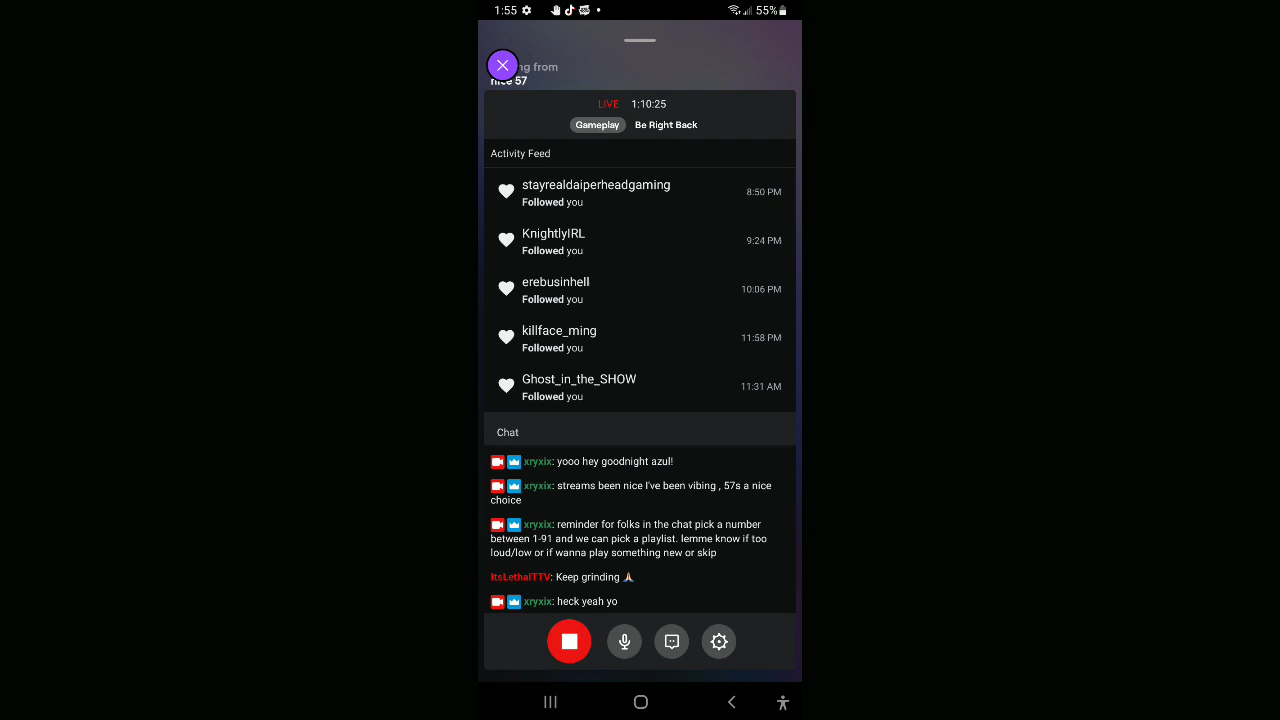 1:55 55%
ng from
nice 57
LIVE 1:10:25
Gameplay Be Right Back
Activity Feed
stayrealdaiperheadgaming
Followed you 8:50 PM
KnightlyIRL
Followed you 9:24 PM
erebusinhell
Followed you 10:06 PM
killface_ming
Followed you 11:58 PM
Ghost_in_the_SHOW
Followed you 11:31 AM
Chat
xryxix: yooo hey goodnight azul!
xryxix: streams been nice I've been vibing , 57s a nice
choice
xryxix: reminder for folks in the chat pick a number
between 1-91 and we can pick a playlist. lemme know if too
loud/low or if wanna play something new or skip
ItsLethalTTV: Keep grinding 🙏🏼
xryxix: heck yeah yo